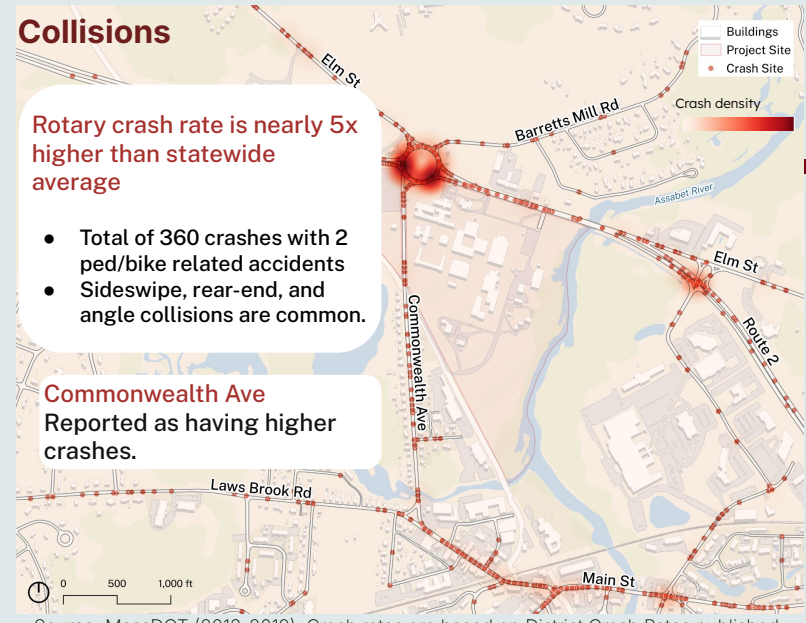 Collisions
Rotary crash rate is nearly 5x
higher than statewide
average
● Total of 360 crashes with 2
ped/bike related accidents
● Sideswipe, rear-end, and
angle collisions are common.
Commonwealth Ave
Reported as having higher
crashes.
Buildings
Project Site
Crash Site
Crash density
Elm St
Barretts Mill Rd
Assabet River
Elm St
Route 2
Commonwealth Ave
Laws Brook Rd
Main St
0 500 1,000 ft